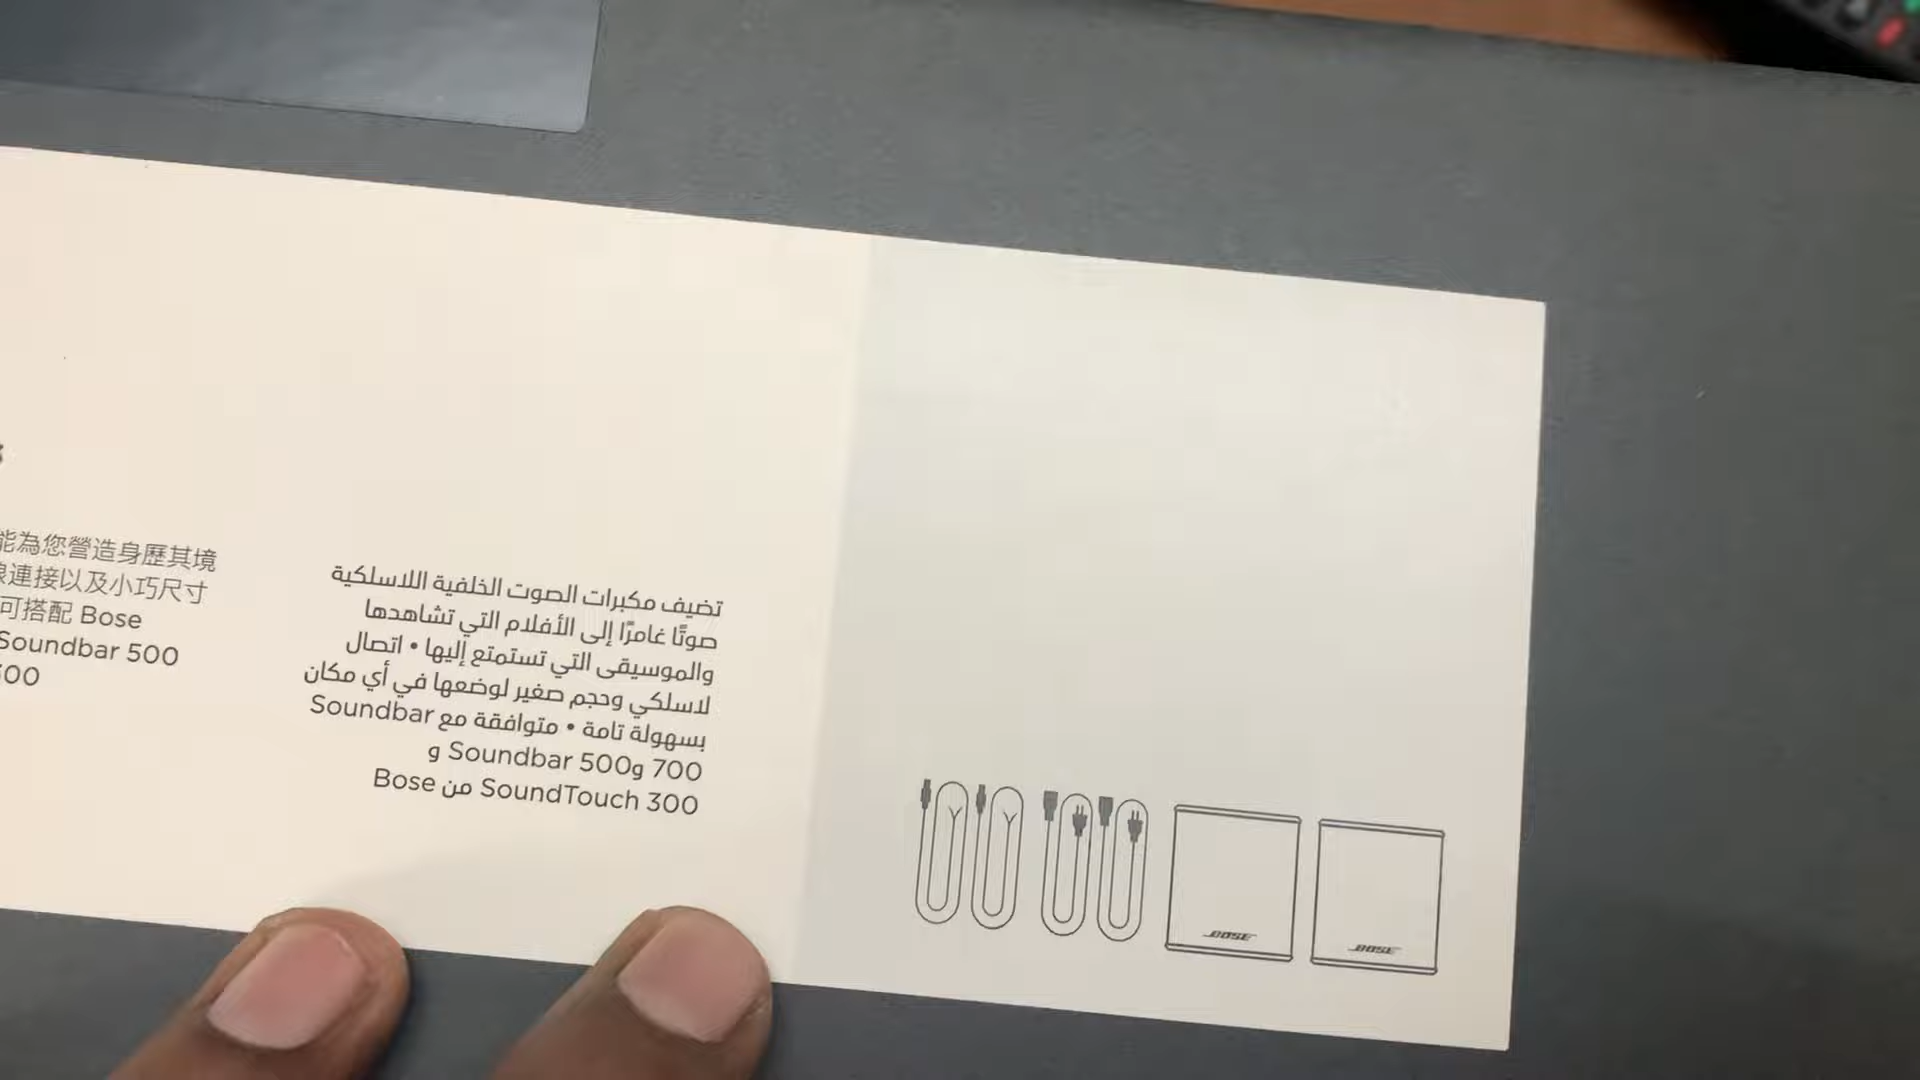 能為您營造身歷其境
連接以及小巧尺寸
可搭配 Bose
Soundbar 500
300
تضيف مكبرات الصوت الخلفية اللاسلكية
صوتًا غامرًا إلى الأفلام التي تشاهدها
والموسيقى التي تستمتع إليها • اتصال
لاسلكي وحجم صغير لوضعها في أي مكان
بسهولة تامة • متوافقة مع Soundbar
700 وSoundbar 500 و
SoundTouch 300 من Bose
BOSE
BOSE